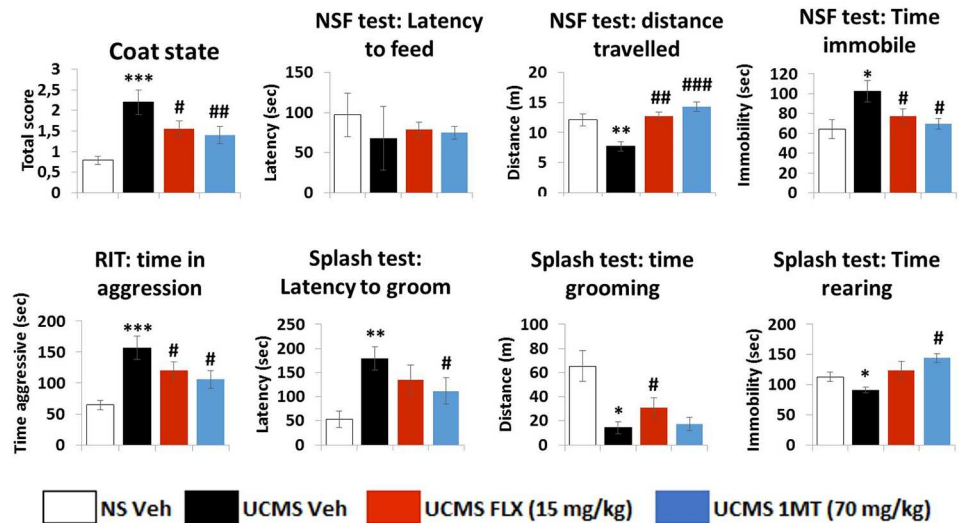 Coat state
Total score
3
2,5
2
1,5
1
0,5
0
***
#
##
NSF test: Latency
to feed
Latency (sec)
150
100
50
0
NSF test: distance
travelled
Distance (m)
20
15
10
5
0
**
##
###
NSF test: Time
immobile
Immobility (sec)
120
100
80
60
40
20
0
*
#
#
RIT: time in
aggression
Time aggressive (sec)
200
150
100
50
0
***
#
#
Splash test:
Latency to groom
Latency (sec)
250
200
150
100
50
0
**
#
Splash test: time
grooming
Distance (m)
100
80
60
40
20
0
*
#
Splash test: Time
rearing
Immobility (sec)
200
150
100
50
0
*
#
NS Veh
UCMS Veh
UCMS FLX (15 mg/kg)
UCMS 1MT (70 mg/kg)